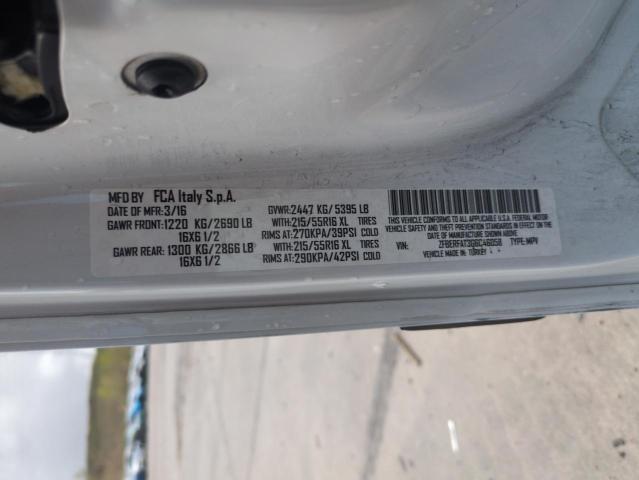 MFD BY FCA Italy S.p.A.
DATE OF MFR:3/16 GVWR:2447 KG/ 5395 LB
GAWR FRONT:1220 KG/2690 LB WITH:215/55R16 XL TIRES
16X6 1/2 RIMS AT:270KPA/39PSI COLD
GAWR REAR: 1300 KG/2866 LB WITH:215/55R16 XL TIRES
16X6 1/2 RIMS AT:290KPA/42PSI COLD
THIS VEHICLE CONFORMS TO ALL APPLICABLE U.S.A. FEDERAL MOTOR
VEHICLE SAFETY AND THEFT PREVENTION STANDARDS IN
EFFECT ON THE DATE OF MANUFACTURE SHOWN ABOVE.
VIN: ZFBERFAT3G6C46058 TYPE: MPV
VEHICLE MADE IN: TURKEY